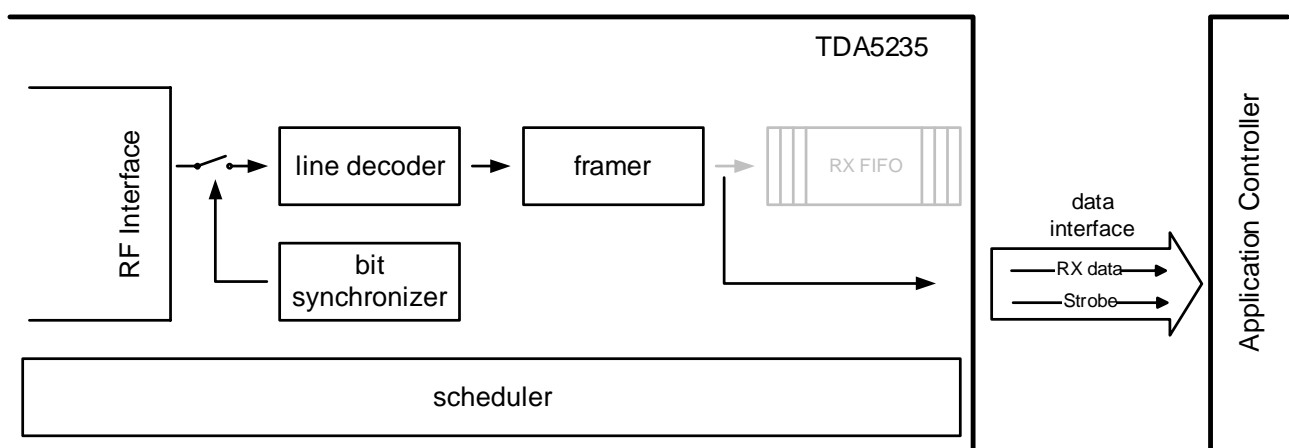 TDA5235
RF Interface
line decoder
framer
RX FIFO
bit
synchronizer
scheduler
data
interface
RX data
Strobe
Application Controller